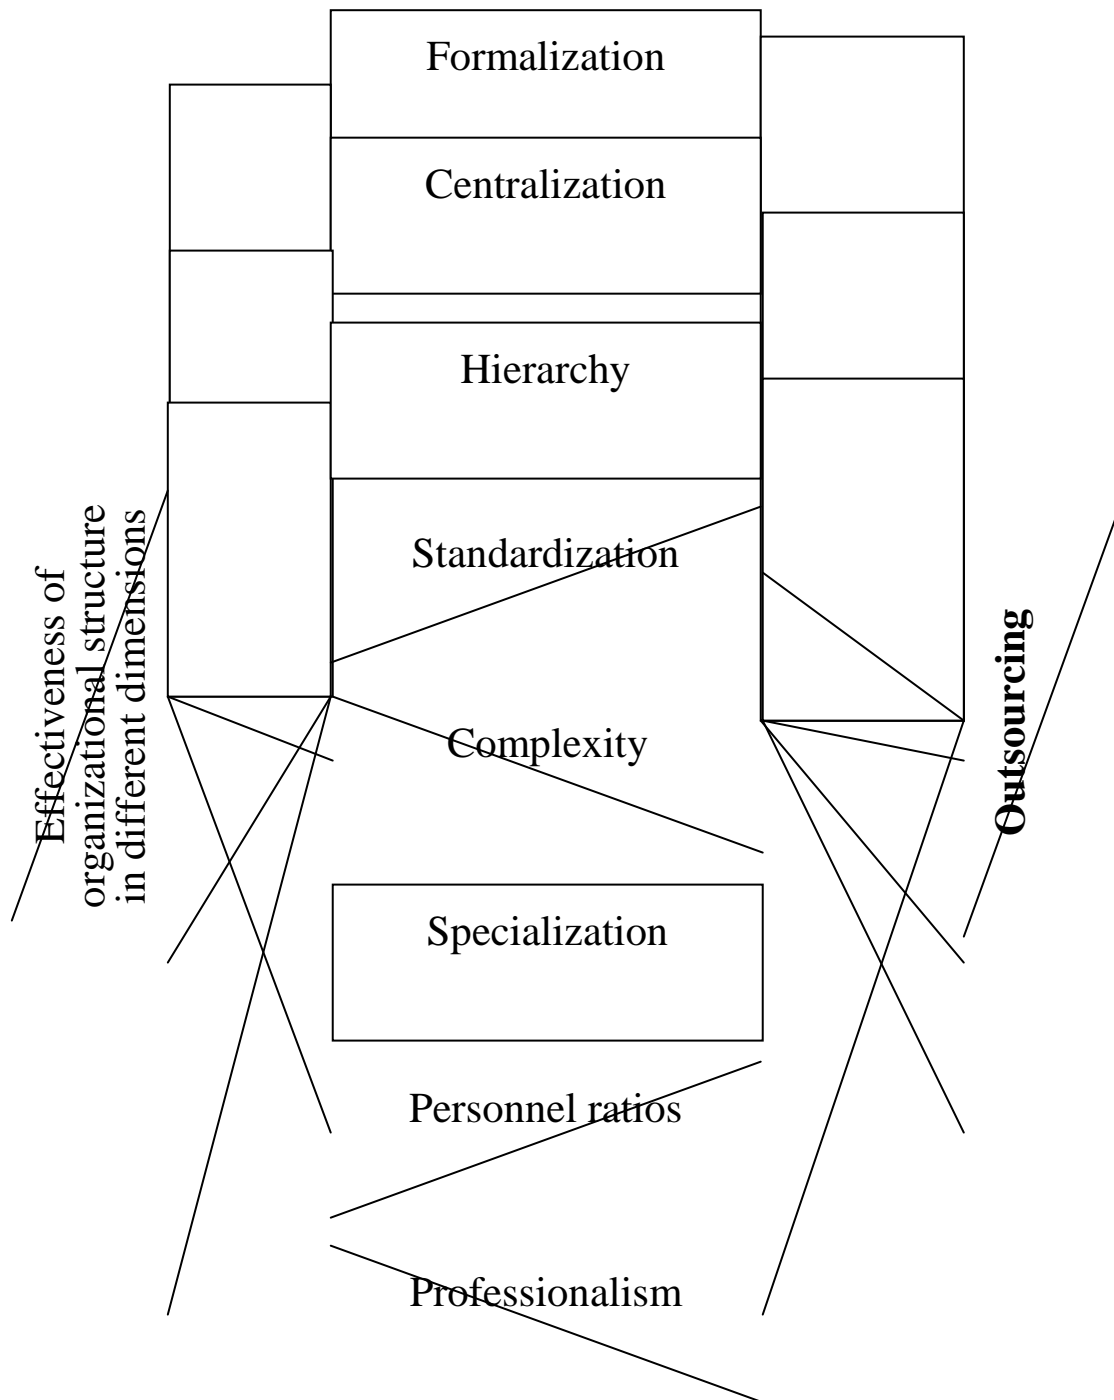 Formalization
Centralization
Hierarchy
Standardization
Complexity
Specialization
Personnel ratios
Professionalism
Effectiveness of
organizational structure
in different dimensions
Outsourcing